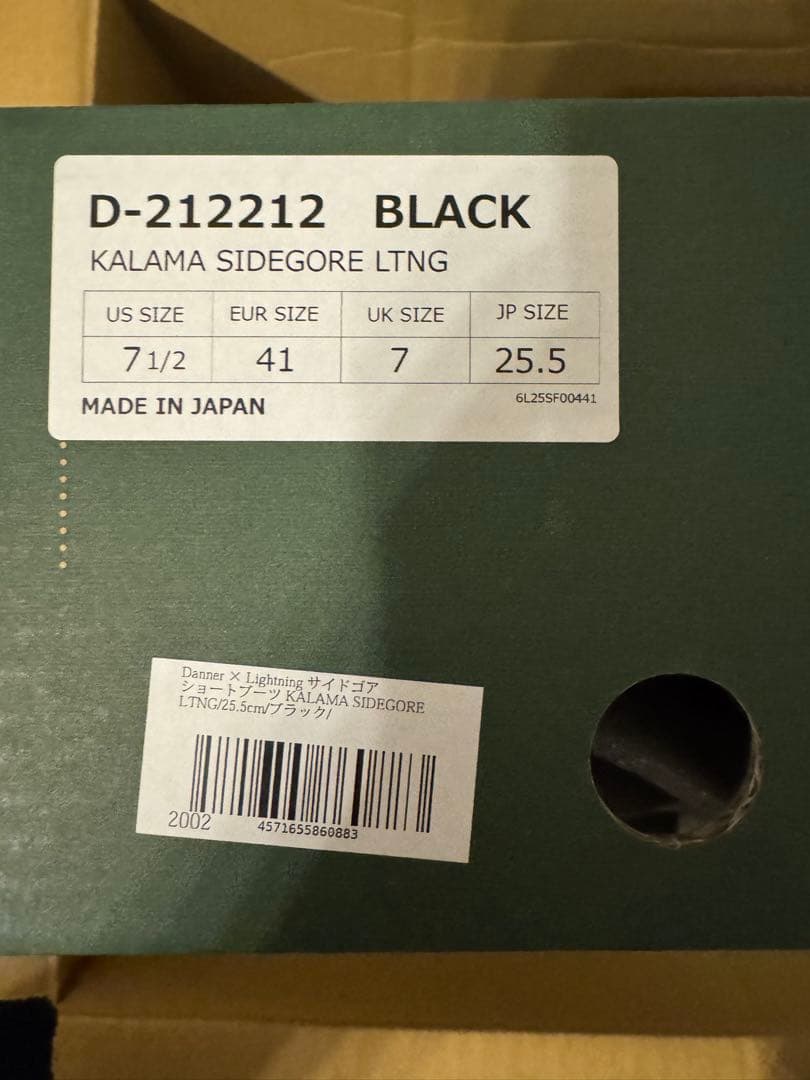 D-212212 BLACK
KALAMA SIDEGORE LTNG
US SIZE EUR SIZE UK SIZE JP SIZE
7 1/2 41 7 25.5
MADE IN JAPAN 6L25SF00441
Danner × Lightning サイドゴア
ショートブーツ KALAMA SIDEGORE
LTNG/25.5cm/ブラック/
2002 4571655860883